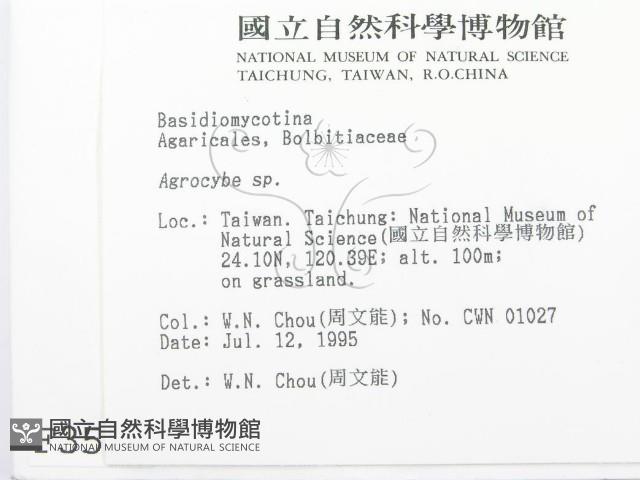 國立自然科學博物館
NATIONAL MUSEUM OF NATURAL SCIENCE
TAICHUNG, TAIWAN, R.O.CHINA
Basidiomycotina
Agaricales, Bolbitiaceae
Agrocybe sp.
Loc.: Taiwan. Taichung: National Museum of
Natural Science(國立自然科學博物館)
24.10N, 120.39E; alt. 100m;
on grassland.
Col.: W.N. Chou(周文能); No. CWN 01027
Date: Jul. 12, 1995
Det.: W.N. Chou(周文能)
國立自然科學博物館
NATIONAL MUSEUM OF NATURAL SCIENCE